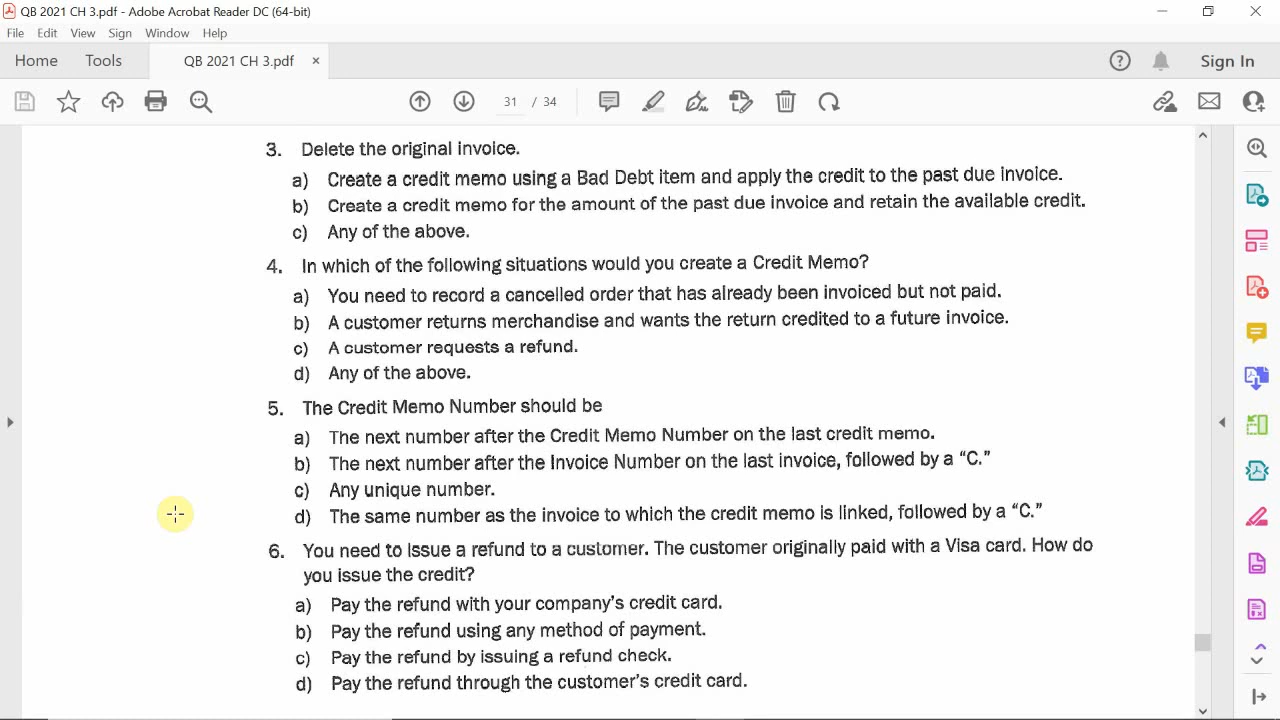 QB 2021 CH 3.pdf - Adobe Acrobat Reader DC (64-bit)
File Edit View Sign Window Help
Home Tools QB 2021 CH 3.pdf × Sign In
31 / 34
3. Delete the original invoice.
a) Create a credit memo using a Bad Debt item and apply the credit to the past due invoice.
b) Create a credit memo for the amount of the past due invoice and retain the available credit.
c) Any of the above.
4. In which of the following situations would you create a Credit Memo?
a) You need to record a cancelled order that has already been invoiced but not paid.
b) A customer returns merchandise and wants the return credited to a future invoice.
c) A customer requests a refund.
d) Any of the above.
5. The Credit Memo Number should be
a) The next number after the Credit Memo Number on the last credit memo.
b) The next number after the Invoice Number on the last invoice, followed by a “C.”
c) Any unique number.
d) The same number as the invoice to which the credit memo is linked, followed by a “C.”
6. You need to issue a refund to a customer. The customer originally paid with a Visa card. How do
you issue the credit?
a) Pay the refund with your company's credit card.
b) Pay the refund using any method of payment.
c) Pay the refund by issuing a refund check.
d) Pay the refund through the customer's credit card.